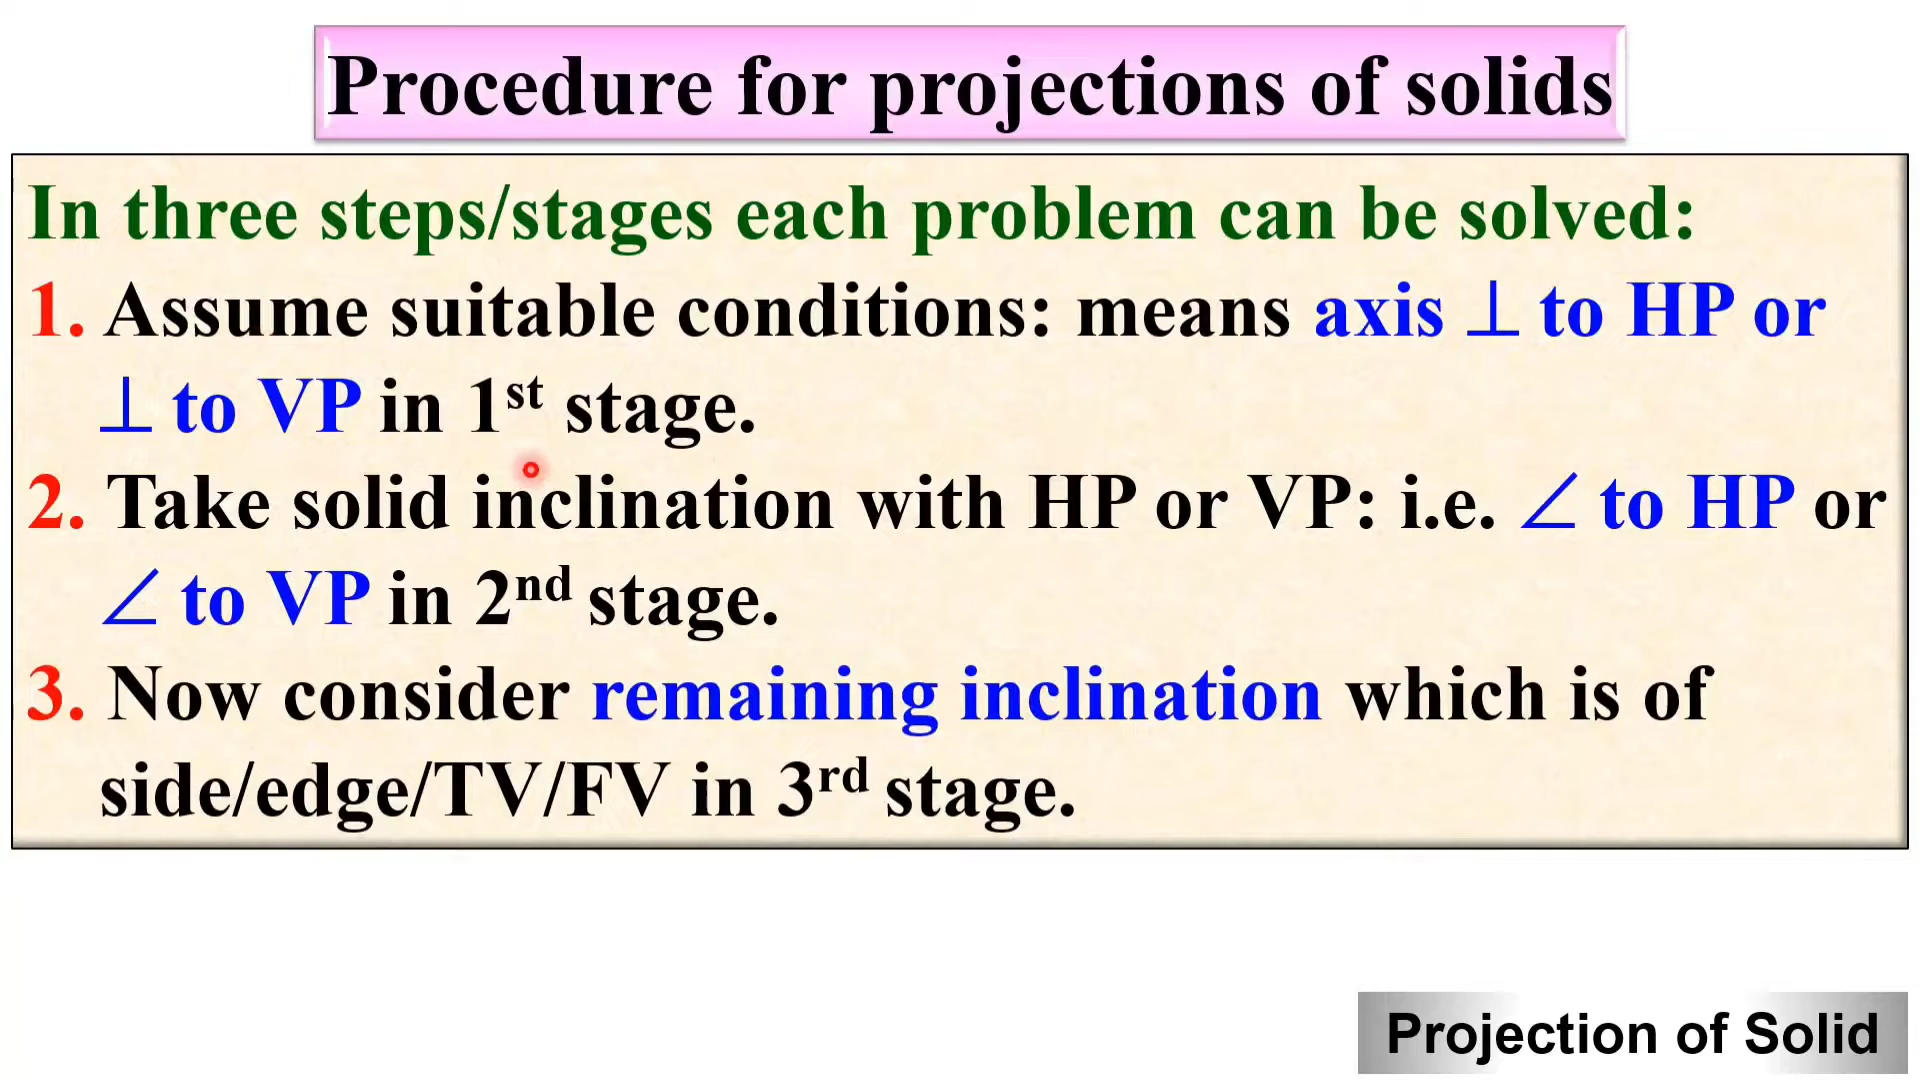 Procedure for projections of solids
In three steps/stages each problem can be solved:
1. Assume suitable conditions: means axis ⊥ to HP or
⊥ to VP in 1st stage.
2. Take solid inclination with HP or VP: i.e. ∠ to HP or
∠ to VP in 2nd stage.
3. Now consider remaining inclination which is of
side/edge/TV/FV in 3rd stage.
Projection of Solid